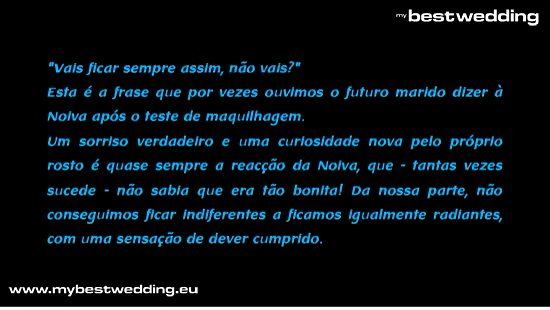 my bestwedding
"Vais ficar sempre assim, não vais?"
Esta é a frase que por vezes ouvimos o futuro marido dizer à
Noiva após o teste de maquilhagem.
Um sorriso verdadeiro e uma curiosidade nova pelo próprio
rosto é quase sempre a reacção da Noiva, que - tantas vezes
sucede - não sabia que era tão bonita! Da nossa parte, não
conseguimos ficar indiferentes a ficamos igualmente radiantes,
com uma sensação de dever cumprido.
www.mybestwedding.eu